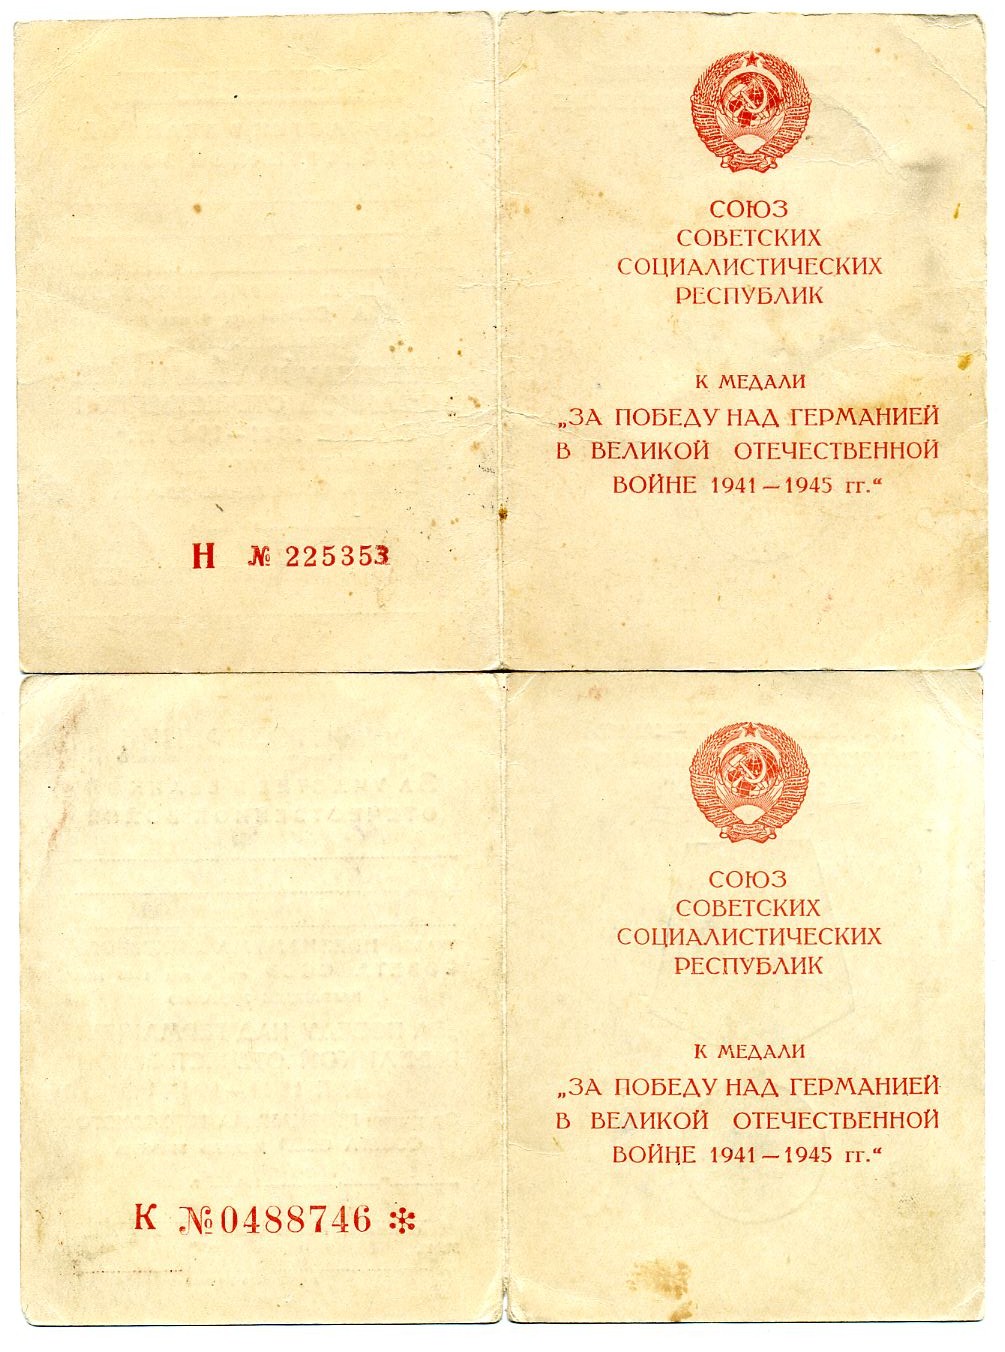 СОЮЗ
СОВЕТСКИХ
СОЦИАЛИСТИЧЕСКИХ
РЕСПУБЛИК
К МЕДАЛИ
„ЗА ПОБЕДУ НАД ГЕРМАНИЕЙ
В ВЕЛИКОЙ ОТЕЧЕСТВЕННОЙ
ВОЙНЕ 1941—1945 гг.“
Н № 225353
СОЮЗ
СОВЕТСКИХ
СОЦИАЛИСТИЧЕСКИХ
РЕСПУБЛИК
К МЕДАЛИ
„ЗА ПОБЕДУ НАД ГЕРМАНИЕЙ
В ВЕЛИКОЙ ОТЕЧЕСТВЕННОЙ
ВОЙНЕ 1941—1945 гг.“
К №0488746 *